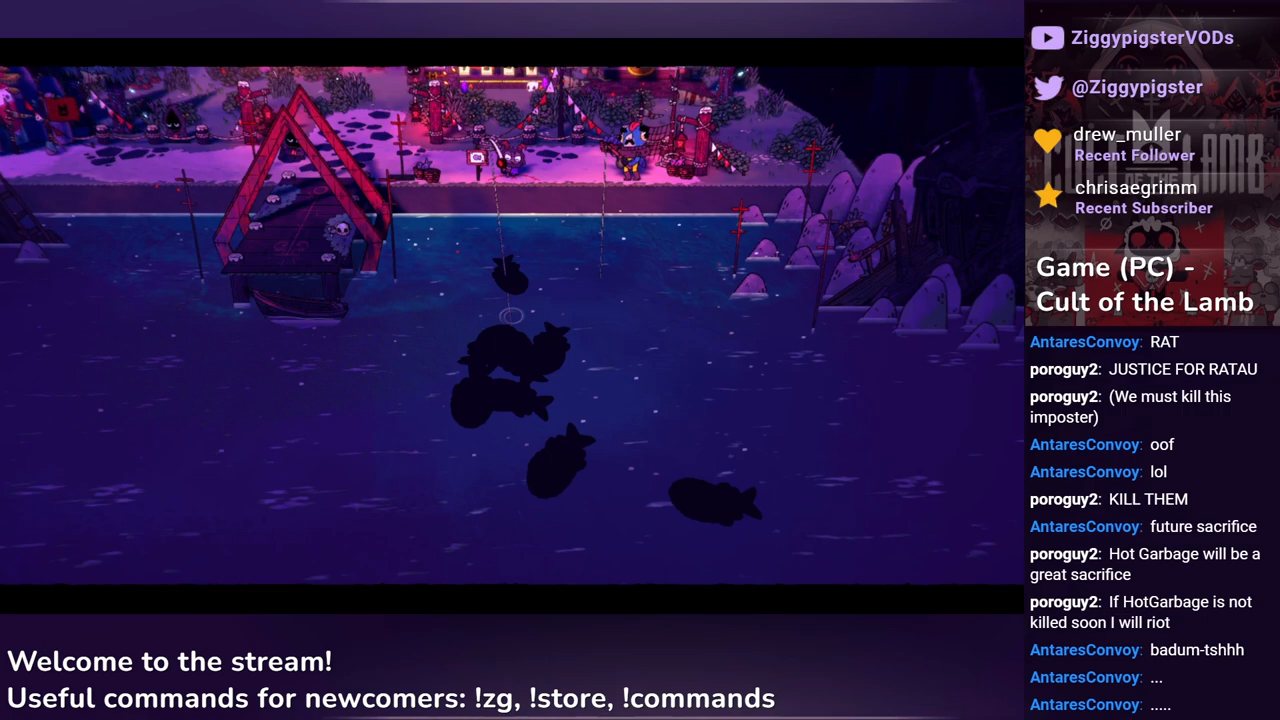 ZiggypigsterVODs
@Ziggypigster
drew_muller
Recent Follower
chrisaegrimm
Recent Subscriber
Game (PC) -
Cult of the Lamb
AntaresConvoy: RAT
poroguy2: JUSTICE FOR RATAU
poroguy2: (We must kill this
imposter)
AntaresConvoy: oof
AntaresConvoy: lol
poroguy2: KILL THEM
AntaresConvoy: future sacrifice
poroguy2: Hot Garbage will be a
great sacrifice
poroguy2: If HotGarbage is not
killed soon I will riot
AntaresConvoy: badum-tshhh
AntaresConvoy: ...
AntaresConvoy: .....
Welcome to the stream!
Useful commands for newcomers: !zg, !store, !commands